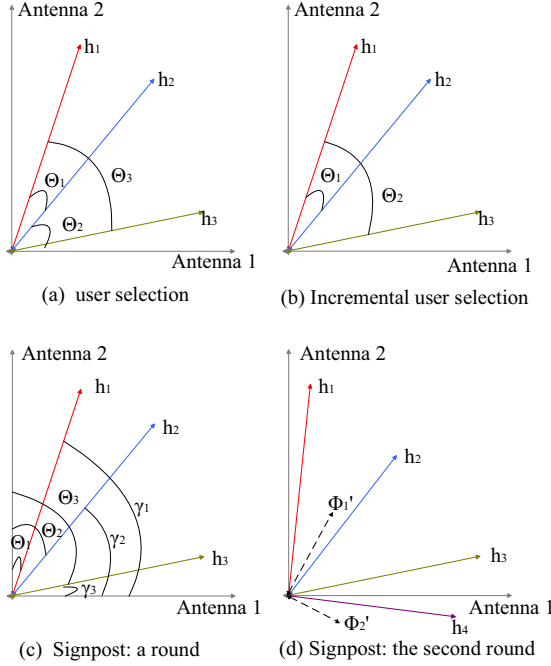 Antenna 2
h1
h2
Θ1
Θ3
Θ2
h3
Antenna 1
(a) user selection
Antenna 2
h1
h2
Θ1
Θ2
h3
Antenna 1
(b) Incremental user selection
Antenna 2
h1
h2
Θ3
γ1
Θ2
Θ1
γ2
h3
γ3
Antenna 1
(c) Signpost: a round
Antenna 2
h1
h2
Φ1'
h3
Antenna 1
Φ2'
h4
(d) Signpost: the second round